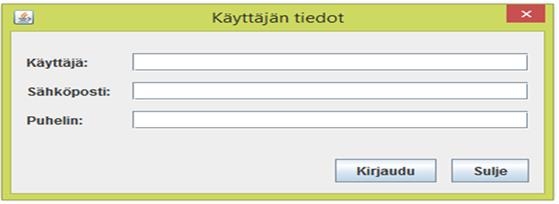 Käyttäjän tiedot
Käyttäjä:
Sähköposti:
Puhelin:
Kirjaudu Sulje